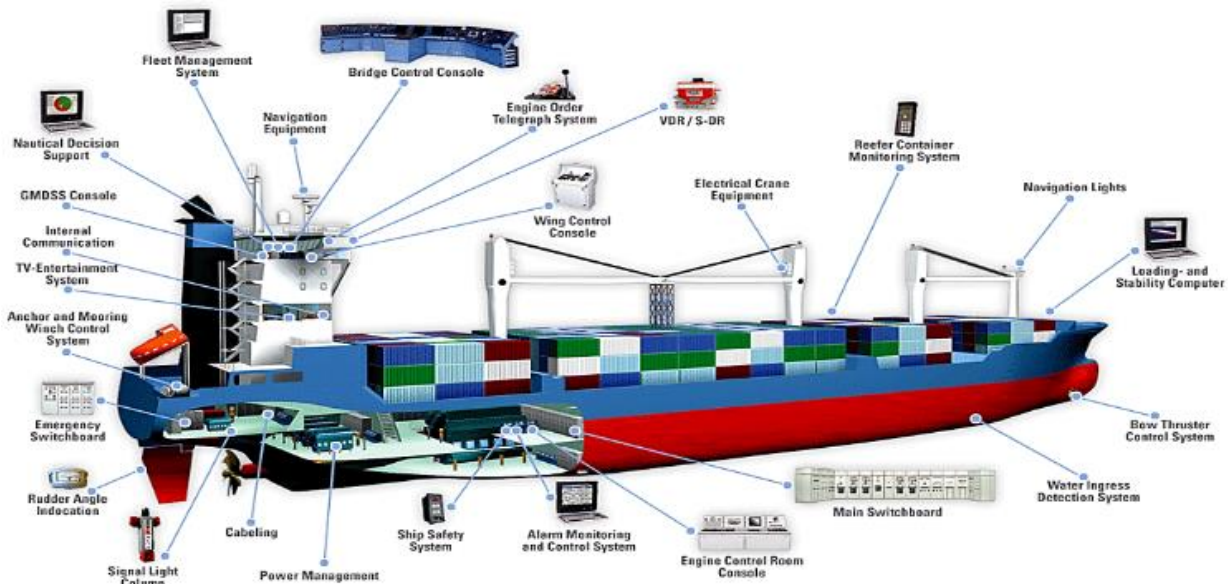 Fleet Management
System
Bridge Control Console
Engine Order
Telegraph System
VDR / S-DR
Navigation
Equipment
Nautical Decision
Support
Reefer Container
Monitoring System
GMDSS Console
Electrical Crane
Equipment
Navigation Lights
Wing Control
Console
Internal
Communication
TV-Entertainment
System
Loading- and
Stability Computer
Anchor and Mooring
Winch Control
System
Emergency
Switchboard
Bow Thruster
Control System
Rudder Angle
Indocation
Water Ingress
Detection System
Main Switchboard
Cabeling
Ship Safety
System
Alarm Monitoring
and Control System
Engine Control Room
Console
Signal Light
Column
Power Management